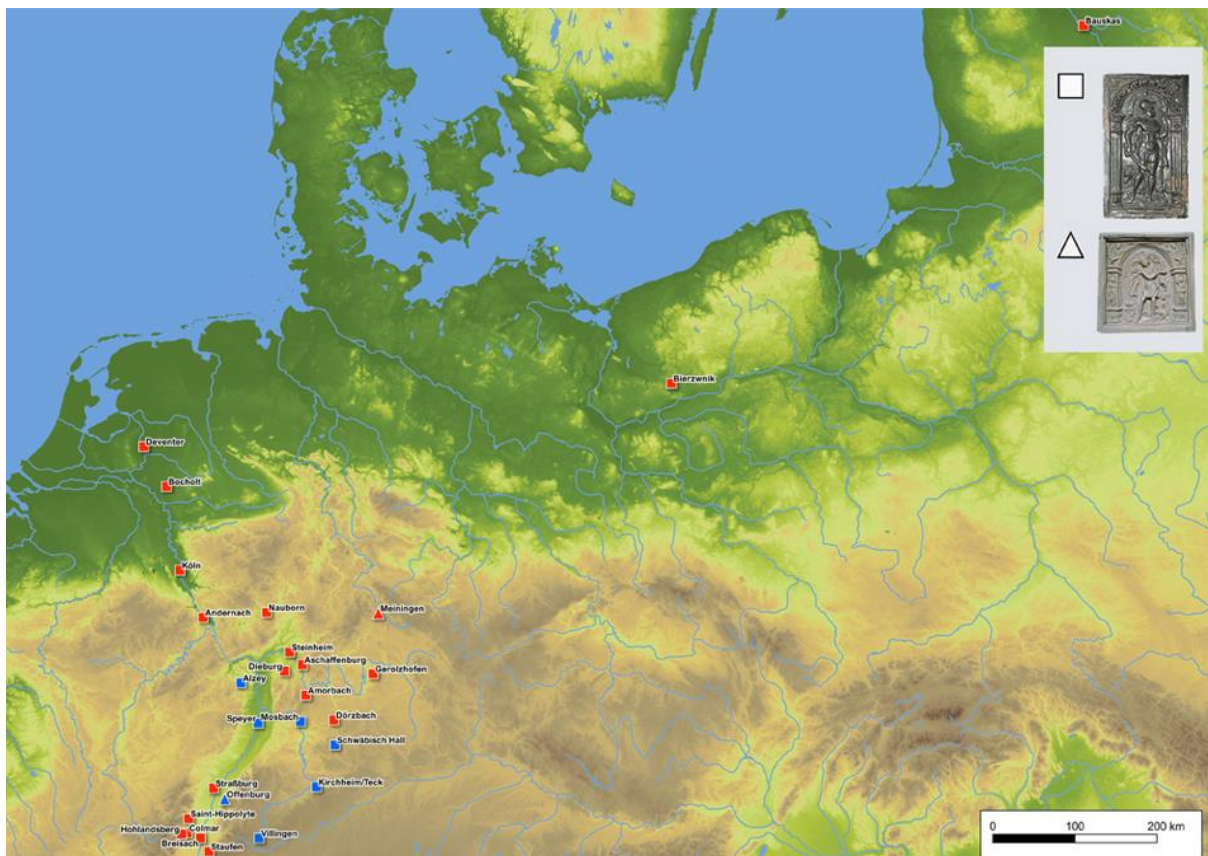 Bauskas
Bierzwnik
Deventer
Bocholt
Köln
Andernach
Nauborn
Meiningen
Steinheim
Aschaffenburg
Dieburg
Gerolzhofen
Alzey
Amorbach
Speyer
Mosbach
Dörzbach
Schwäbisch Hall
Straßburg
Offenburg
Kirchheim/Teck
Saint-Hippolyte
Hohlandsberg
Colmar
Breisach
Villingen
Staufen
0 100 200 km